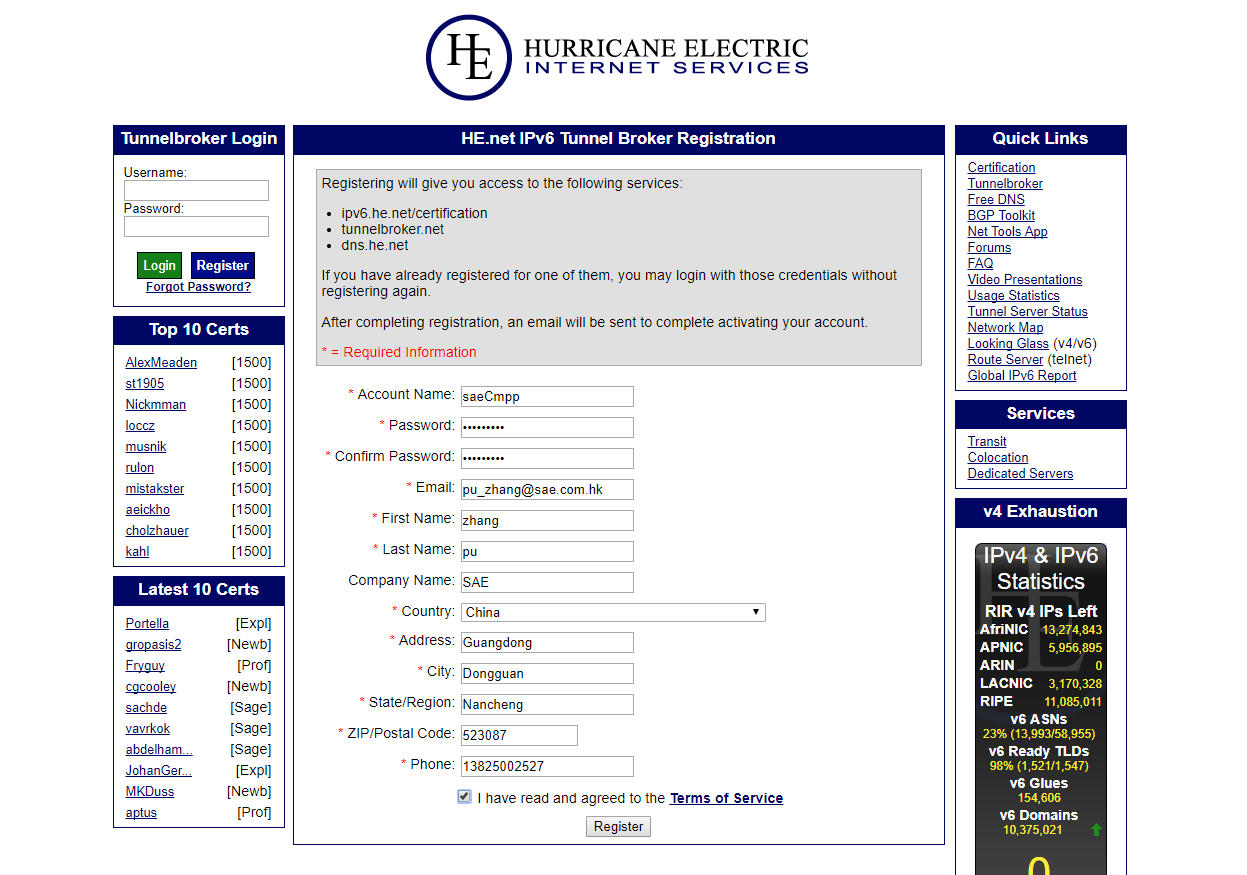 HE
HURRICANE ELECTRIC
INTERNET SERVICES
Tunnelbroker Login
Username:
Password:
Login Register
Forgot Password?
Top 10 Certs
AlexMeaden [1500]
st1905 [1500]
Nickmman [1500]
loccz [1500]
musnik [1500]
rulon [1500]
mistakster [1500]
aeickho [1500]
cholzhauer [1500]
kahl [1500]
Latest 10 Certs
Portella [Expl]
gropasis2 [Newb]
Fryguy [Prof]
cgcooley [Newb]
sachde [Sage]
vavrkok [Sage]
abdelham... [Sage]
JohanGer... [Expl]
MKDuss [Newb]
aptus [Prof]
HE.net IPv6 Tunnel Broker Registration
Registering will give you access to the following services:
• ipv6.he.net/certification
• tunnelbroker.net
• dns.he.net
If you have already registered for one of them, you may login with those credentials without
registering again.
After completing registration, an email will be sent to complete activating your account.
* = Required Information
* Account Name: saeCmpp
* Password: •••••••••
* Confirm Password: •••••••••
* Email: pu_zhang@sae.com.hk
* First Name: zhang
* Last Name: pu
Company Name: SAE
* Country: China
* Address: Guangdong
* City: Dongguan
* State/Region: Nancheng
* ZIP/Postal Code: 523087
* Phone: 13825002527
I have read and agreed to the Terms of Service
Register
Quick Links
Certification
Tunnelbroker
Free DNS
BGP Toolkit
Net Tools App
Forums
FAQ
Video Presentations
Usage Statistics
Tunnel Server Status
Network Map
Looking Glass (v4/v6)
Route Server (telnet)
Global IPv6 Report
Services
Transit
Colocation
Dedicated Servers
v4 Exhaustion
IPv4 & IPv6
Statistics
RIR v4 IPs Left
AfriNIC 13,274,843
APNIC 5,956,895
ARIN 0
LACNIC 3,170,328
RIPE 11,085,011
v6 ASNs
23% (13,993/58,955)
v6 Ready TLDs
98% (1,521/1,547)
v6 Glues
154,606
v6 Domains
10,375,021
0